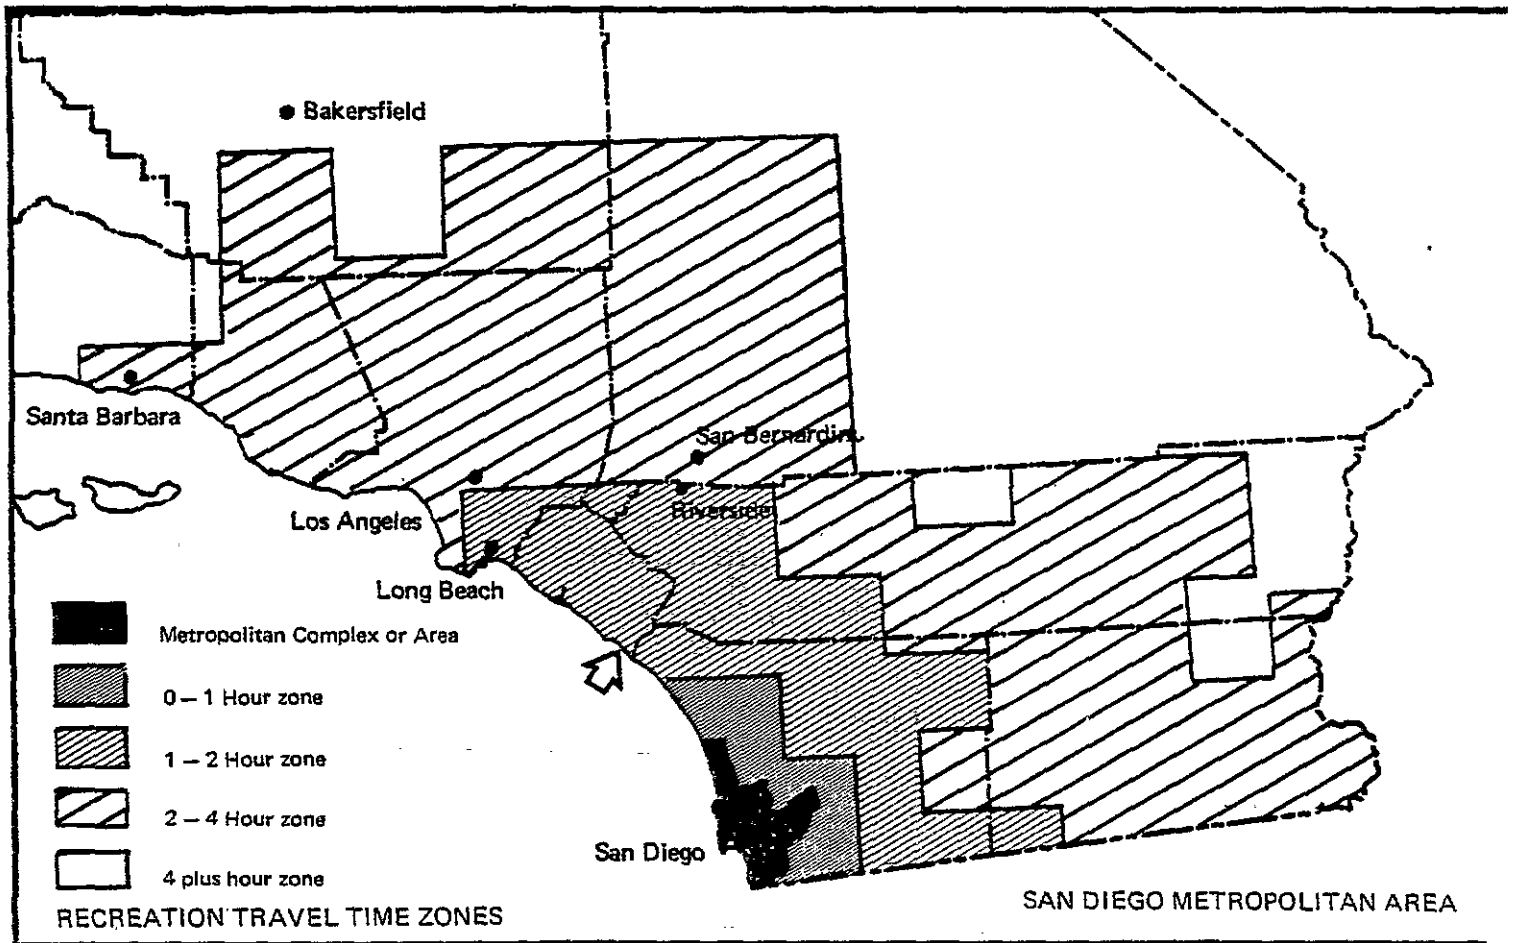 Bakersfield
Santa Barbara
San Bernardino
Los Angeles
Riverside
Long Beach
Metropolitan Complex or Area
0 – 1 Hour zone
1 – 2 Hour zone
2 – 4 Hour zone
San Diego
4 plus hour zone
RECREATION TRAVEL TIME ZONES
SAN DIEGO METROPOLITAN AREA